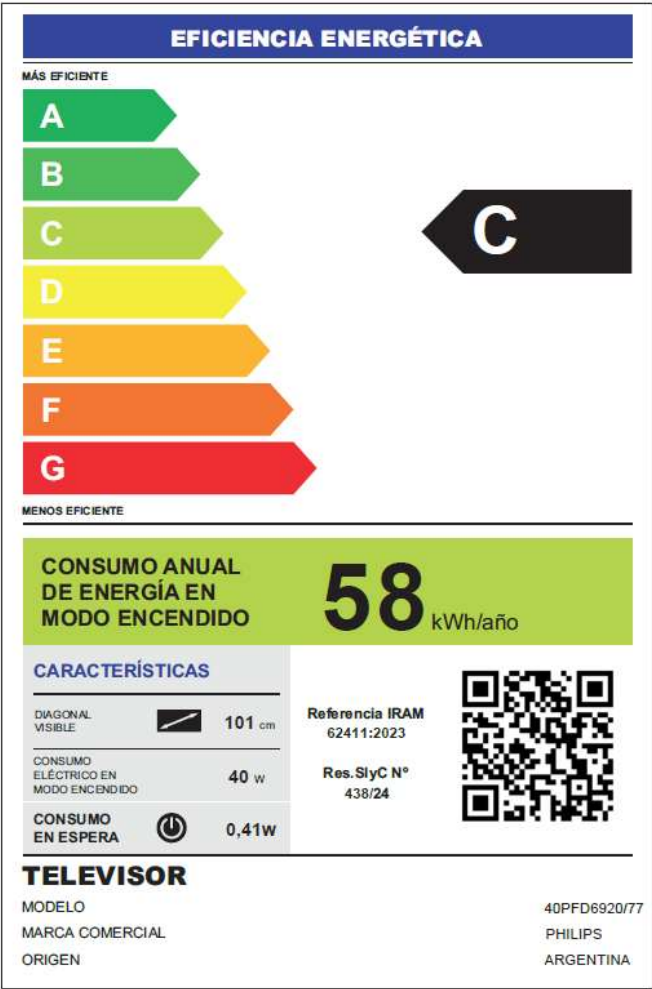 EFICIENCIA ENERGÉTICA
MÁS EFICIENTE
A
B
C
C
D
E
F
G
MENOS EFICIENTE
CONSUMO ANUAL
DE ENERGÍA EN
MODO ENCENDIDO
58 kWh/año
CARACTERÍSTICAS
DIAGONAL
VISIBLE
101 cm
CONSUMO
ELÉCTRICO EN
MODO ENCENDIDO
40 w
CONSUMO
EN ESPERA
0,41w
Referencia IRAM
62411:2023
Res.SIyC Nº
438/24
TELEVISOR
MODELO 40PFD6920/77
MARCA COMERCIAL PHILIPS
ORIGEN ARGENTINA